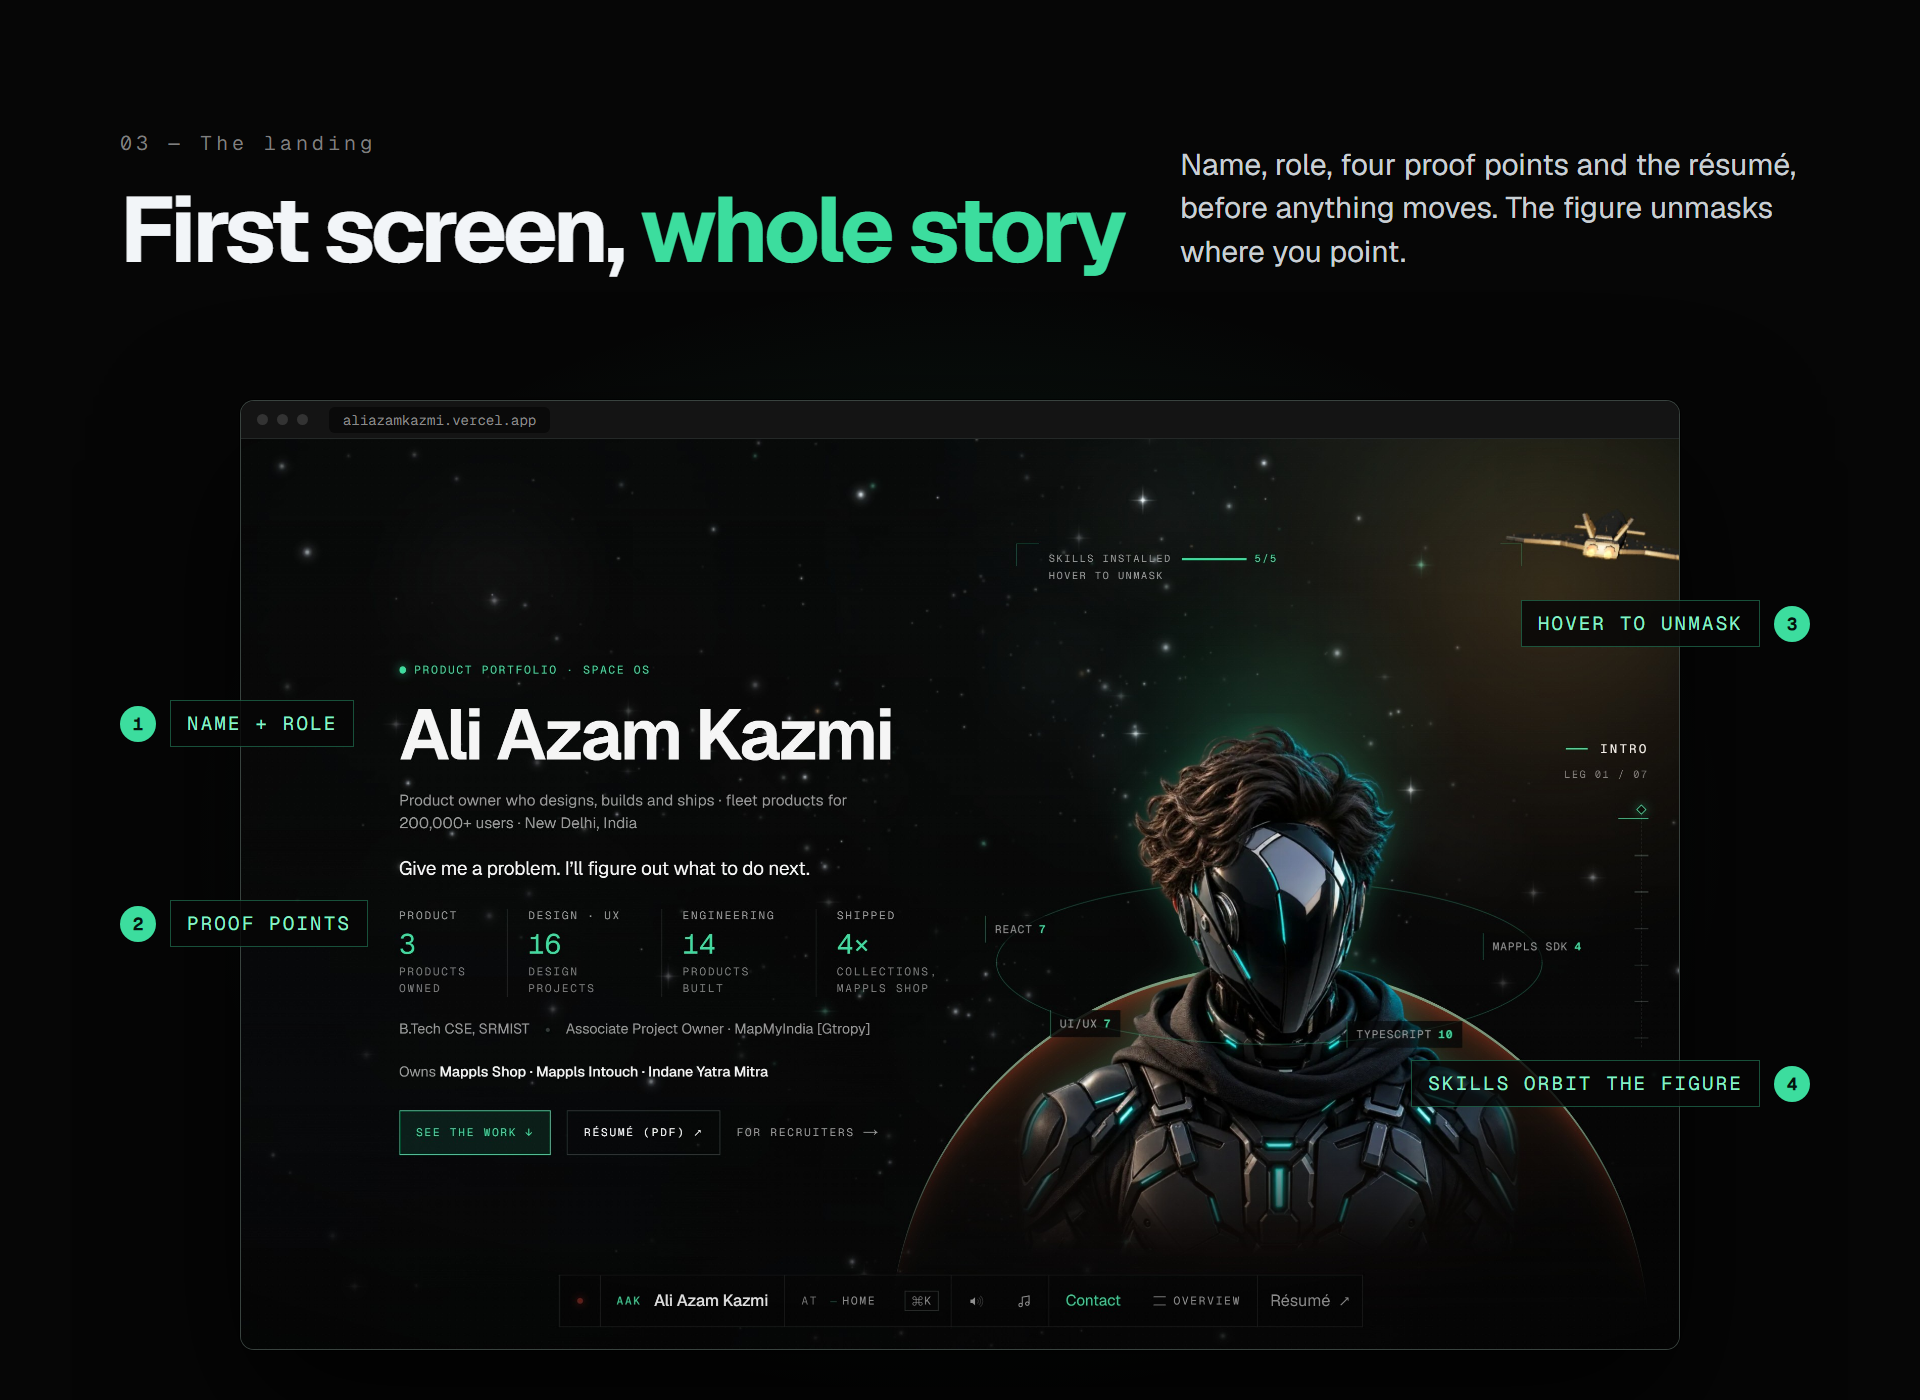 03 — The landing
First screen, whole story
Name, role, four proof points and the résumé,
before anything moves. The figure unmasks
where you point.
aliazamkazmi.vercel.app
SKILLS INSTALLED 5/5
HOVER TO UNMASK
HOVER TO UNMASK 3
PRODUCT PORTFOLIO · SPACE OS
1 NAME + ROLE
Ali Azam Kazmi
INTRO
LEG 01 / 07
Product owner who designs, builds and ships · fleet products for
200,000+ users · New Delhi, India
Give me a problem. I'll figure out what to do next.
2 PROOF POINTS
PRODUCT
3
PRODUCTS
OWNED
DESIGN · UX
16
DESIGN
PROJECTS
ENGINEERING
14
PRODUCTS
BUILT
SHIPPED
4×
COLLECTIONS,
MAPPLS SHOP
REACT 7
MAPPLS SDK 4
UI/UX 7
TYPESCRIPT 10
SKILLS ORBIT THE FIGURE 4
B.Tech CSE, SRMIST • Associate Project Owner · MapMyIndia [Gtropy]
Owns Mappls Shop · Mappls Intouch · Indane Yatra Mitra
SEE THE WORK ↓
RÉSUMÉ (PDF) ↗
FOR RECRUITERS →
AAK Ali Azam Kazmi
AT — HOME
⌘K
Contact
OVERVIEW
Résumé ↗